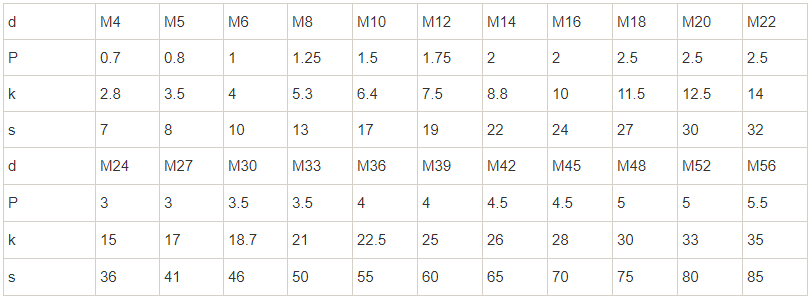 d M4 M5 M6 M8 M10 M12 M14 M16 M18 M20 M22
P 0.7 0.8 1 1.25 1.5 1.75 2 2 2.5 2.5 2.5
k 2.8 3.5 4 5.3 6.4 7.5 8.8 10 11.5 12.5 14
s 7 8 10 13 17 19 22 24 27 30 32
d M24 M27 M30 M33 M36 M39 M42 M45 M48 M52 M56
P 3 3 3.5 3.5 4 4 4.5 4.5 5 5 5.5
k 15 17 18.7 21 22.5 25 26 28 30 33 35
s 36 41 46 50 55 60 65 70 75 80 85